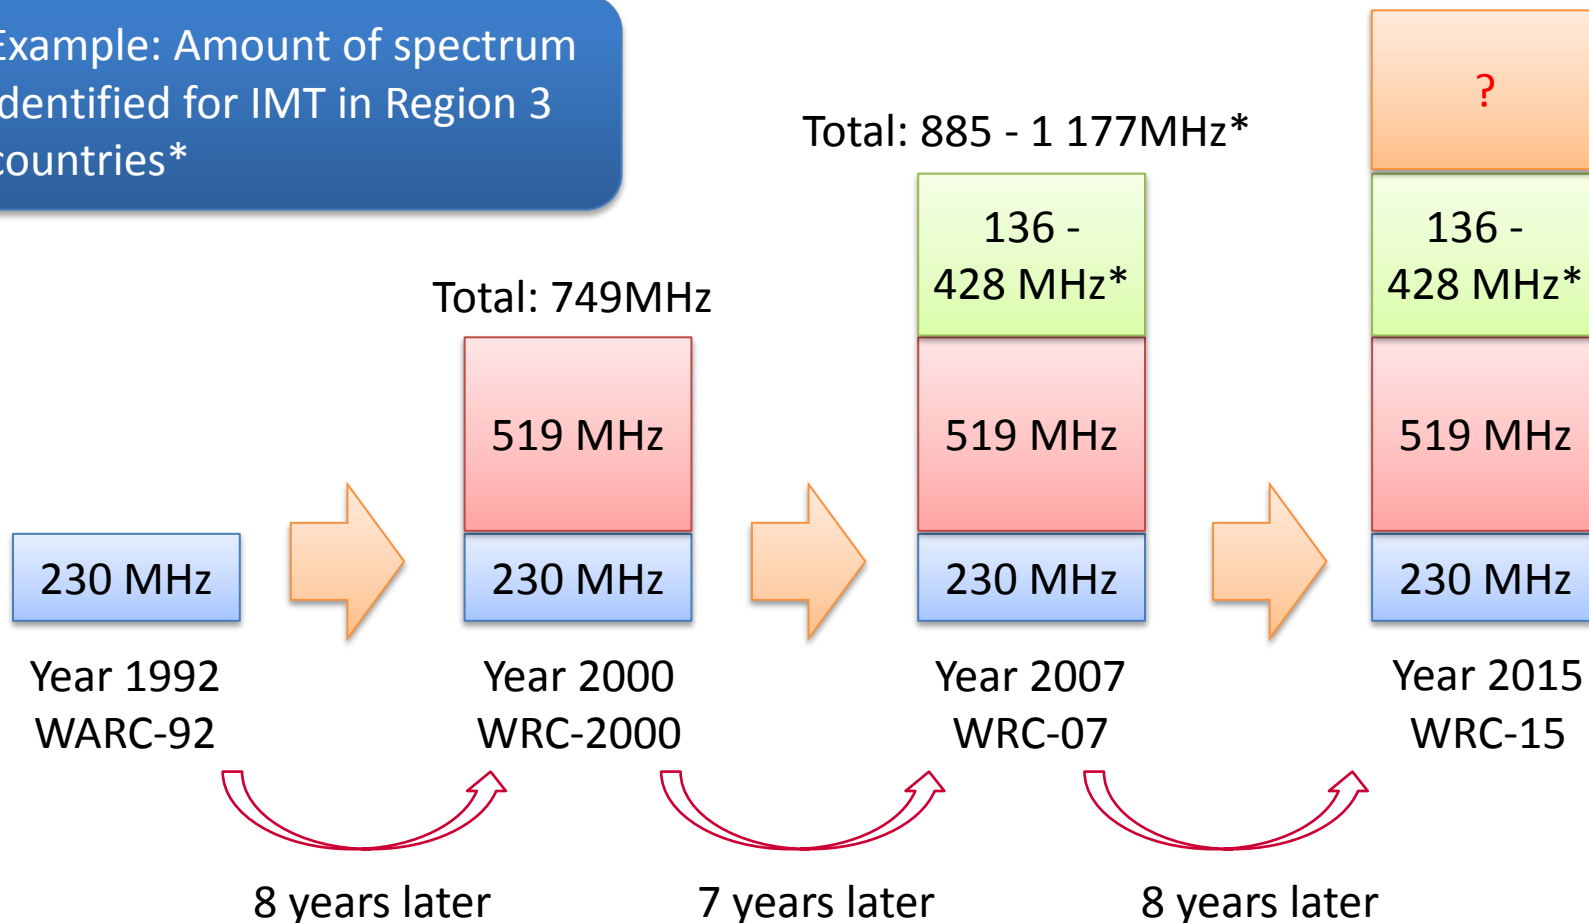 Example: Amount of spectrum
identified for IMT in Region 3
countries*
?
Total: 885 - 1 177MHz*
136 -
428 MHz*
136 -
428 MHz*
Total: 749MHz
519 MHz
519 MHz
519 MHz
230 MHz
230 MHz
230 MHz
230 MHz
Year 1992
WARC-92
Year 2000
WRC-2000
Year 2007
WRC-07
Year 2015
WRC-15
8 years later
7 years later
8 years later